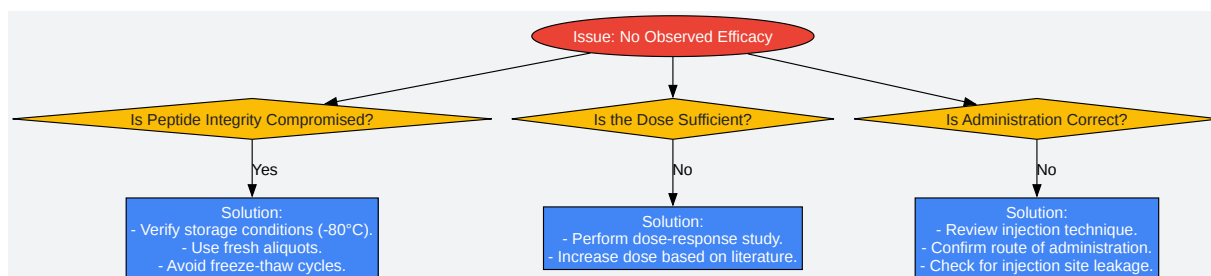 Issue: No Observed Efficacy
Is Peptide Integrity Compromised?
Is the Dose Sufficient?
Is Administration Correct?
Yes
No
No
Solution:
- Verify storage conditions (-80°C).
- Use fresh aliquots.
- Avoid freeze-thaw cycles.
Solution:
- Perform dose-response study.
- Increase dose based on literature.
Solution:
- Review injection technique.
- Confirm route of administration.
- Check for injection site leakage.